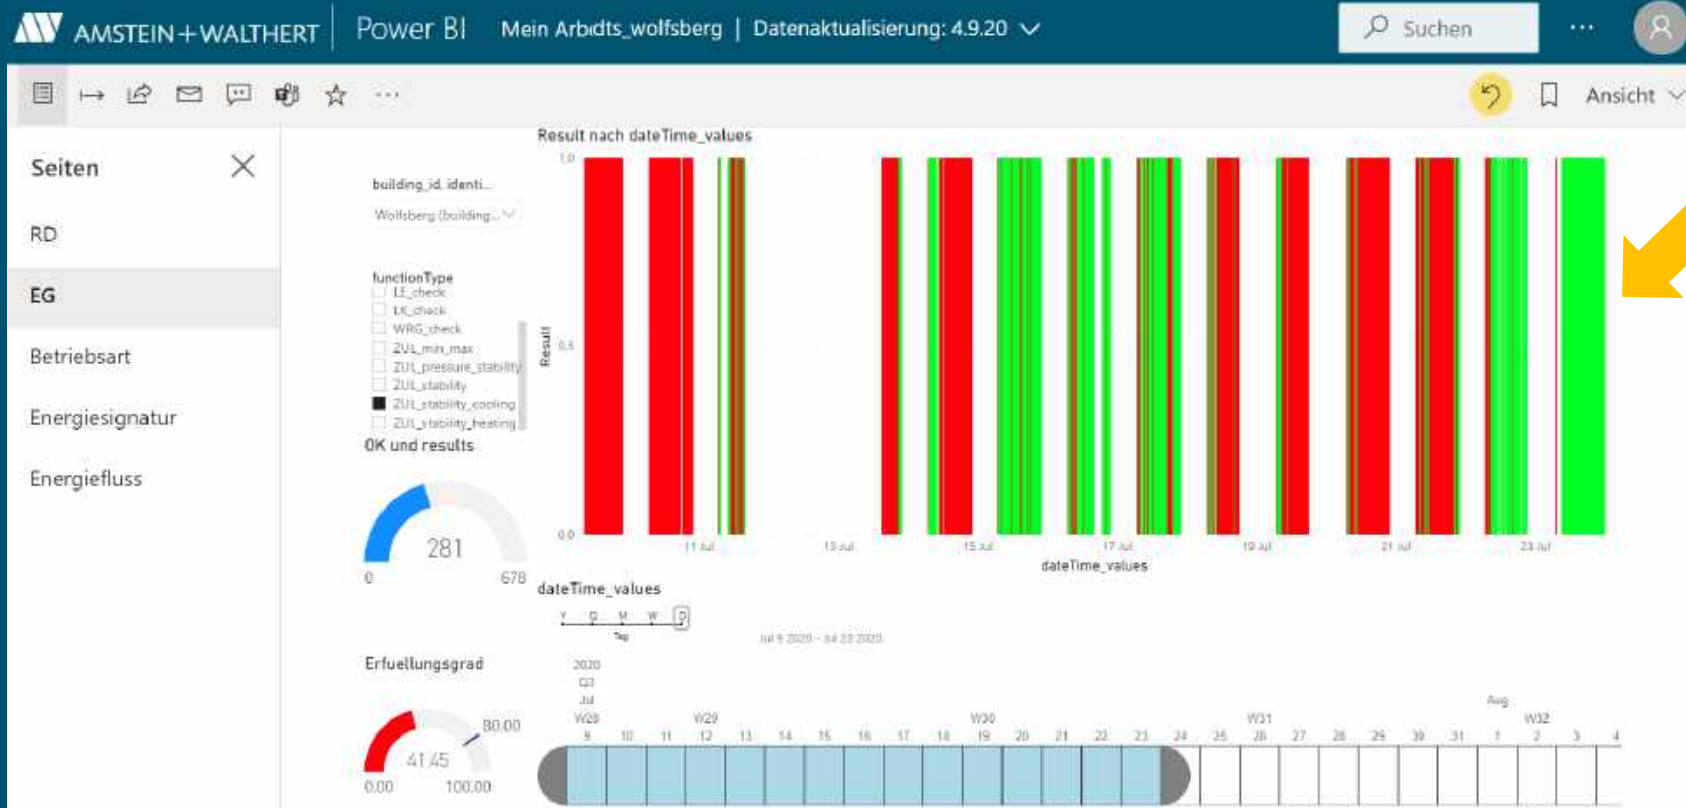 AMSTEIN+WALTHERT Power BI Mein Arbidts_wolfsberg | Datenaktualisierung: 4.9.20 Suchen ...
... Ansicht
Seiten
RD
EG
Betriebsart
Energiesignatur
Energiefluss
building_id, identi...
Wolfsberg (building...
functionType
LE_check
LK_check
WRG_check
ZUL_min_max
ZUL_pressure_stability
ZUL_stability
ZUL_stability_cooling
ZUL_stability_heating
OK und results
281
0 678
Erfuellungsgrad
80.00
41.45
0.00 100.00
Result nach dateTime_values
1.0
Result
0.5
0.0
11 Jul 13 Jul 15 Jul 17 Jul 19 Jul 21 Jul 23 Jul
dateTime_values
dateTime_values
Y Q M W D
Tag
Jul 9 2020 - Jul 23 2020
2020
Q3
Jul Aug
W28 W29 W30 W31 W32
9 10 11 12 13 14 15 16 17 18 19 20 21 22 23 24 25 26 27 28 29 30 31 1 2 3 4